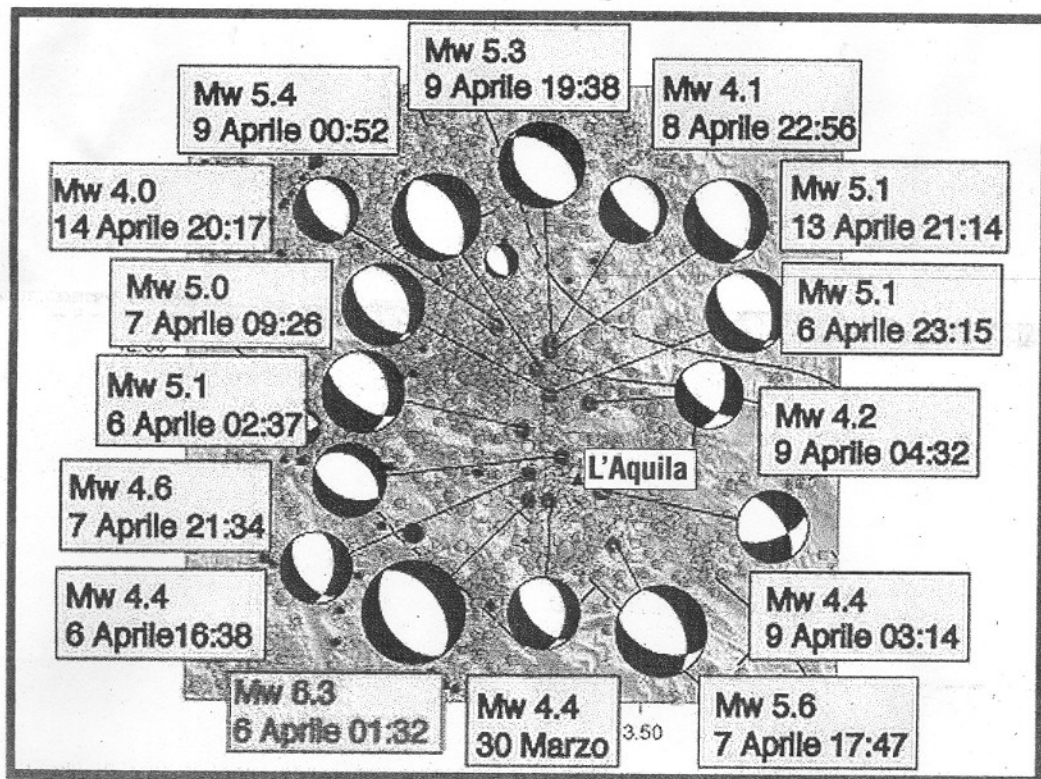 Mw 5.3
9 Aprile 19:38
Mw 5.4
9 Aprile 00:52
Mw 4.1
8 Aprile 22:56
Mw 4.0
14 Aprile 20:17
Mw 5.1
13 Aprile 21:14
Mw 5.0
7 Aprile 09:26
Mw 5.1
6 Aprile 23:15
Mw 5.1
6 Aprile 02:37
Mw 4.2
9 Aprile 04:32
L'Aquila
Mw 4.6
7 Aprile 21:34
Mw 4.4
6 Aprile16:38
Mw 4.4
9 Aprile 03:14
Mw 6.3
6 Aprile 01:32
Mw 4.4
30 Marzo
3.50
Mw 5.6
7 Aprile 17:47